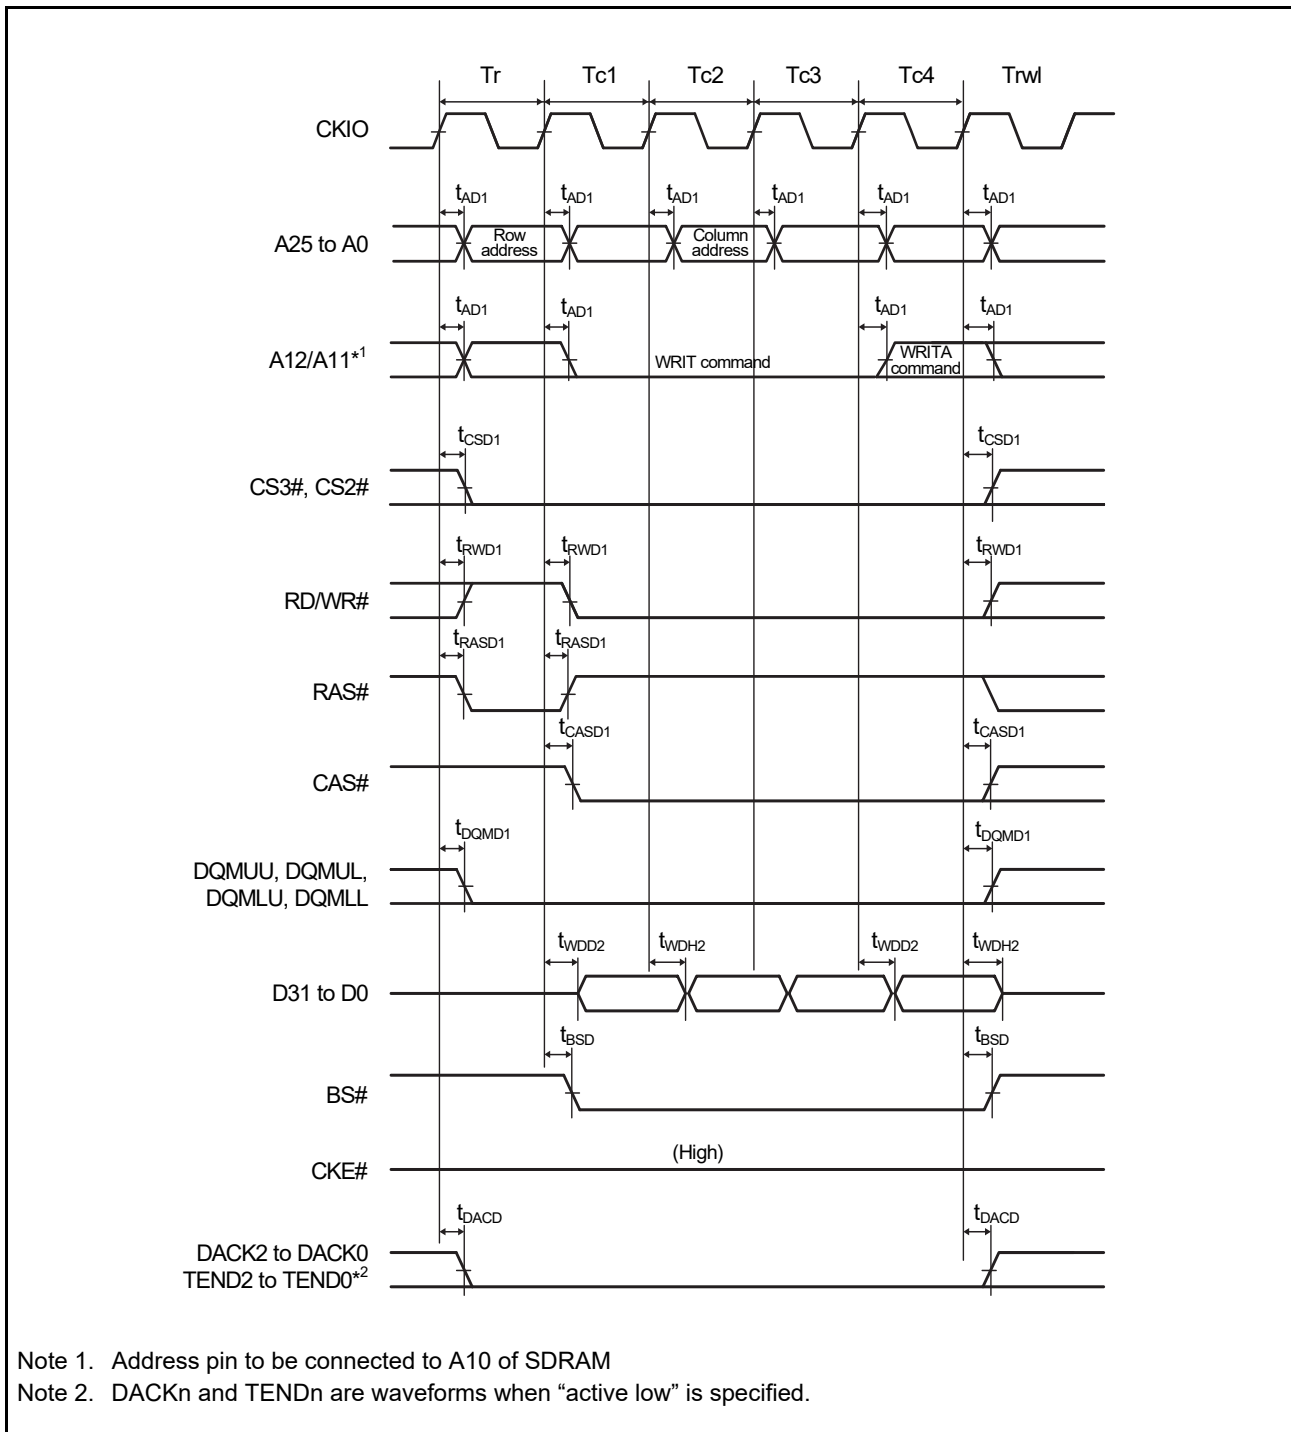 Tr Tc1 Tc2 Tc3 Tc4 Trwl
CKIO
tAD1 tAD1 tAD1 tAD1 tAD1 tAD1
A25 to A0
Row
address
Column
address
tAD1 tAD1 tAD1 tAD1
A12/A11*1
WRIT command
WRITA
command
tCSD1 tCSD1
CS3#, CS2#
tRWD1 tRWD1 tRWD1
RD/WR#
tRASD1 tRASD1
RAS#
tCASD1 tCASD1
CAS#
tDQMD1 tDQMD1
DQMUU, DQMUL,
DQMLU, DQMLL
tWDD2 tWDH2 tWDD2 tWDH2
D31 to D0
tBSD tBSD
BS#
(High)
CKE#
tDACD tDACD
DACK2 to DACK0
TEND2 to TEND0*2
Note 1. Address pin to be connected to A10 of SDRAM
Note 2. DACKn and TENDn are waveforms when “active low” is specified.